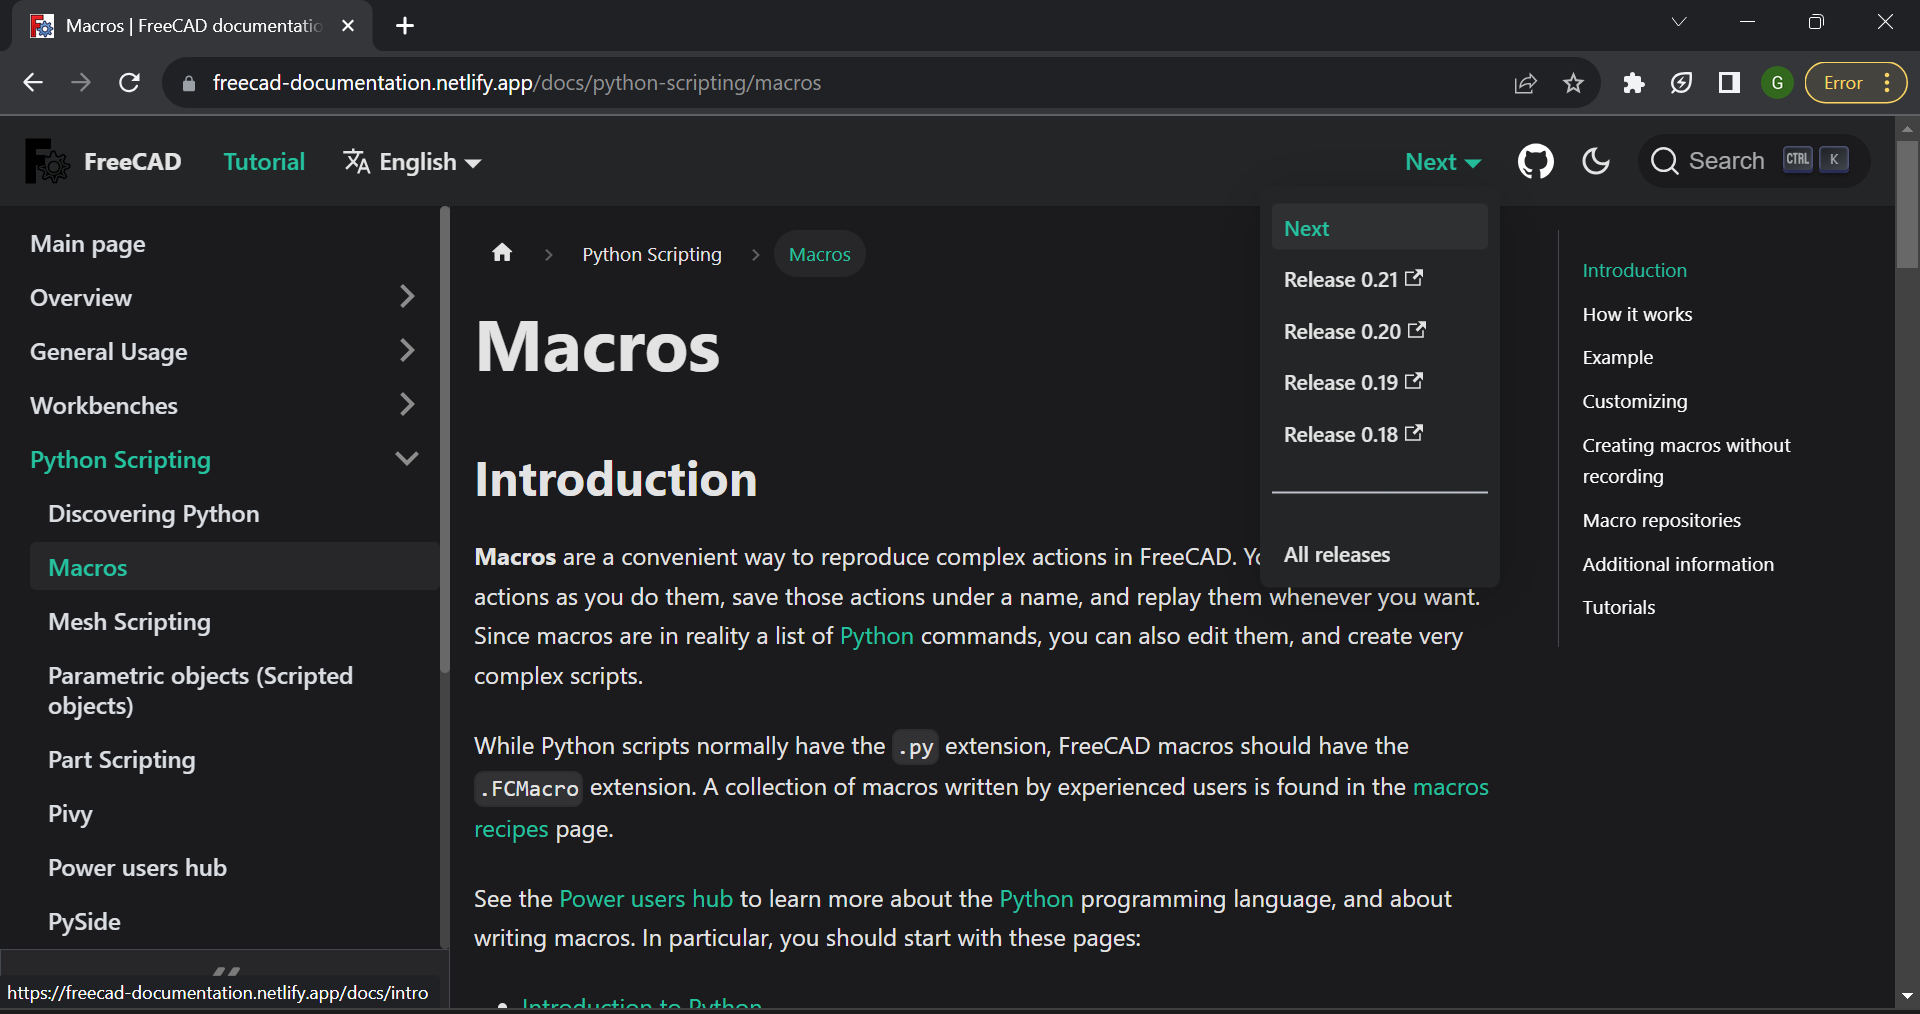 Macros | FreeCAD documentatio
freecad-documentation.netlify.app/docs/python-scripting/macros
G
Error
FreeCAD
Tutorial
English
Next
Search
CTRL
K
Main page
Overview
General Usage
Workbenches
Python Scripting
Discovering Python
Macros
Mesh Scripting
Parametric objects (Scripted
objects)
Part Scripting
Pivy
Power users hub
PySide
https://freecad-documentation.netlify.app/docs/intro
Python Scripting
Macros
Macros
Introduction
Macros are a convenient way to reproduce complex actions in FreeCAD.
actions as you do them, save those actions under a name, and replay them whenever you want.
Since macros are in reality a list of Python commands, you can also edit them, and create very
complex scripts.
While Python scripts normally have the .py extension, FreeCAD macros should have the
.FCMacro extension. A collection of macros written by experienced users is found in the macros
recipes page.
See the Power users hub to learn more about the Python programming language, and about
writing macros. In particular, you should start with these pages:
Introduction to Python
Next
Release 0.21
Release 0.20
Release 0.19
Release 0.18
All releases
Introduction
How it works
Example
Customizing
Creating macros without
recording
Macro repositories
Additional information
Tutorials